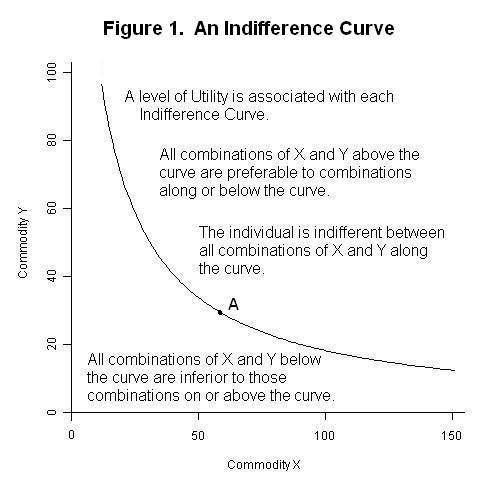 Figure 1.  An Indifference Curve
100
80
60
40
20
0
Commodity Y
A level of Utility is associated with each
Indifference Curve.
All combinations of X and Y above the
curve are preferable to combinations
along or below the curve.
The individual is indifferent between
all combinations of X and Y along
the curve.
A
All combinations of X and Y below
the curve are inferior to those
combinations on or above the curve.
0
50
100
150
Commodity X